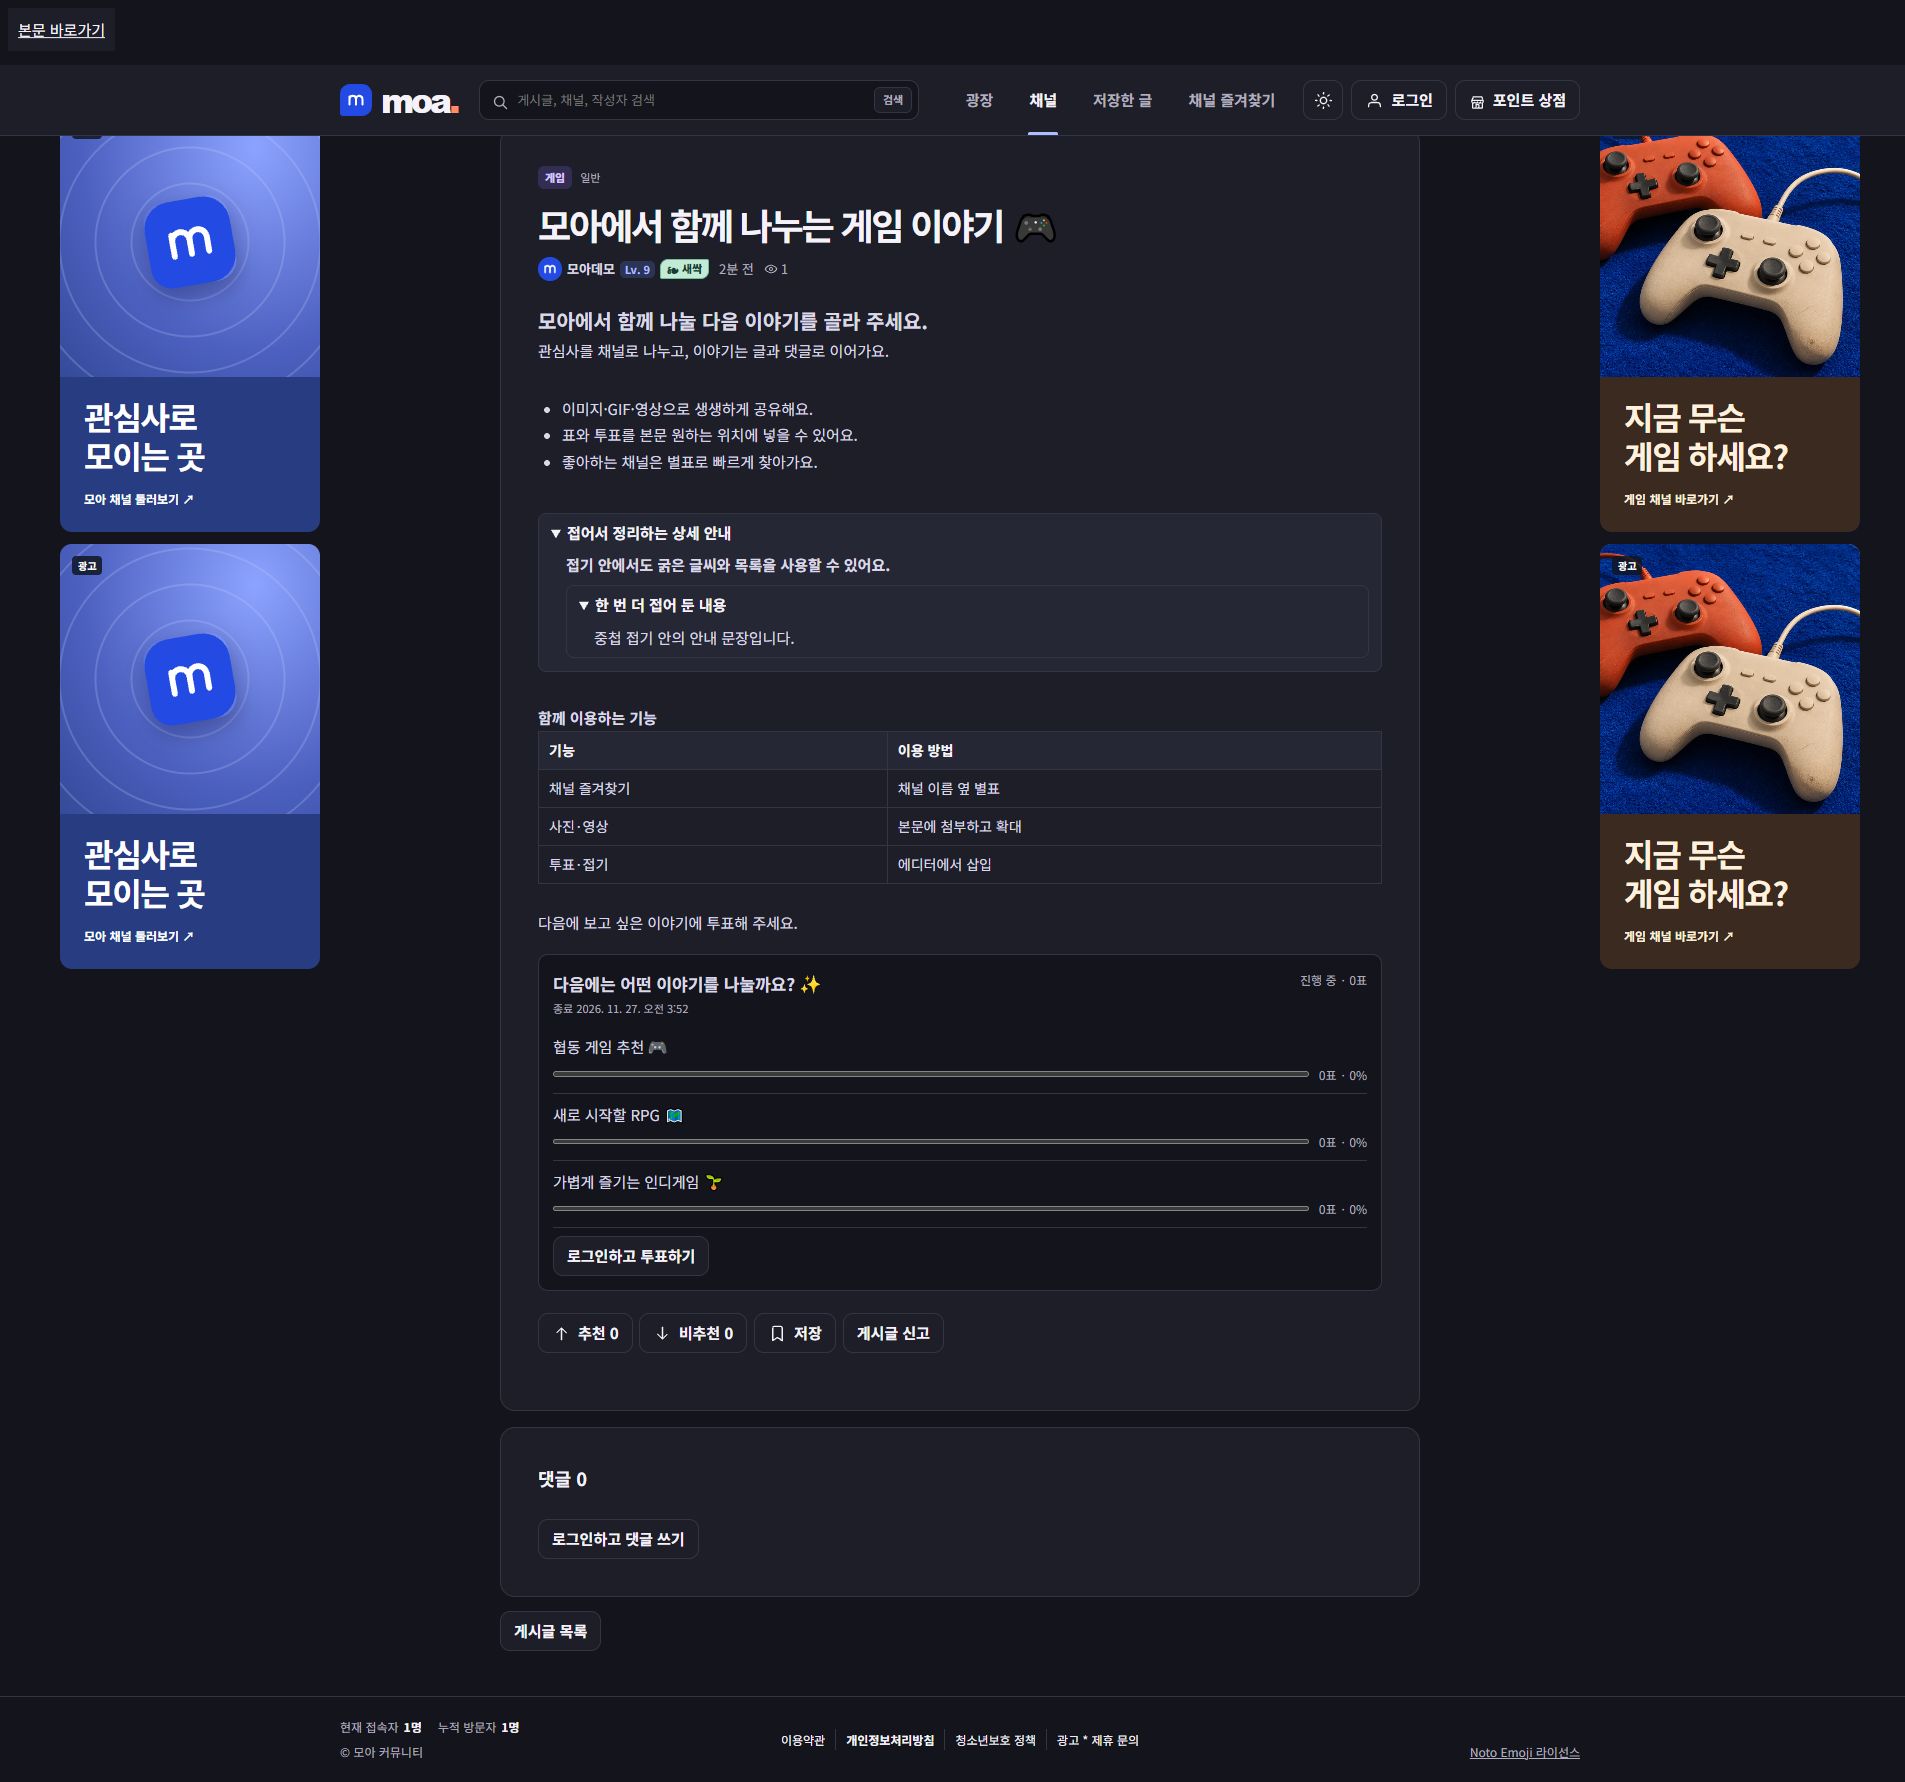 본문 바로가기
m moa.
게시글, 채널, 작성자 검색
검색
광장
채널
저장한 글
채널 즐겨찾기
로그인
포인트 상점
m
관심사로
모이는 곳
모아 채널 둘러보기 ↗
광고
m
관심사로
모이는 곳
모아 채널 둘러보기 ↗
게임 일반
모아에서 함께 나누는 게임 이야기 🎮
m 모아데모 Lv. 9 새싹 2분 전 1
모아에서 함께 나눌 다음 이야기를 골라 주세요.
관심사를 채널로 나누고, 이야기는 글과 댓글로 이어가요.
• 이미지·GIF·영상으로 생생하게 공유해요.
• 표와 투표를 본문 원하는 위치에 넣을 수 있어요.
• 좋아하는 채널은 별표로 빠르게 찾아가요.
▼ 접어서 정리하는 상세 안내
접기 안에서도 굵은 글씨와 목록을 사용할 수 있어요.
▼ 한 번 더 접어 둔 내용
중첩 접기 안의 안내 문장입니다.
함께 이용하는 기능
기능 이용 방법
채널 즐겨찾기 채널 이름 옆 별표
사진·영상 본문에 첨부하고 확대
투표·접기 에디터에서 삽입
다음에 보고 싶은 이야기에 투표해 주세요.
다음에는 어떤 이야기를 나눌까요? ✨
진행 중 · 0표
종료 2026. 11. 27. 오전 3:52
협동 게임 추천 🎮
0표 · 0%
새로 시작할 RPG 🗺️
0표 · 0%
가볍게 즐기는 인디게임 🌱
0표 · 0%
로그인하고 투표하기
↑ 추천 0
↓ 비추천 0
저장
게시글 신고
댓글 0
로그인하고 댓글 쓰기
게시글 목록
지금 무슨
게임 하세요?
게임 채널 바로가기 ↗
광고
지금 무슨
게임 하세요?
게임 채널 바로가기 ↗
현재 접속자 1명 누적 방문자 1명
© 모아 커뮤니티
이용약관
개인정보처리방침
청소년보호 정책
광고 * 제휴 문의
Noto Emoji 라이선스